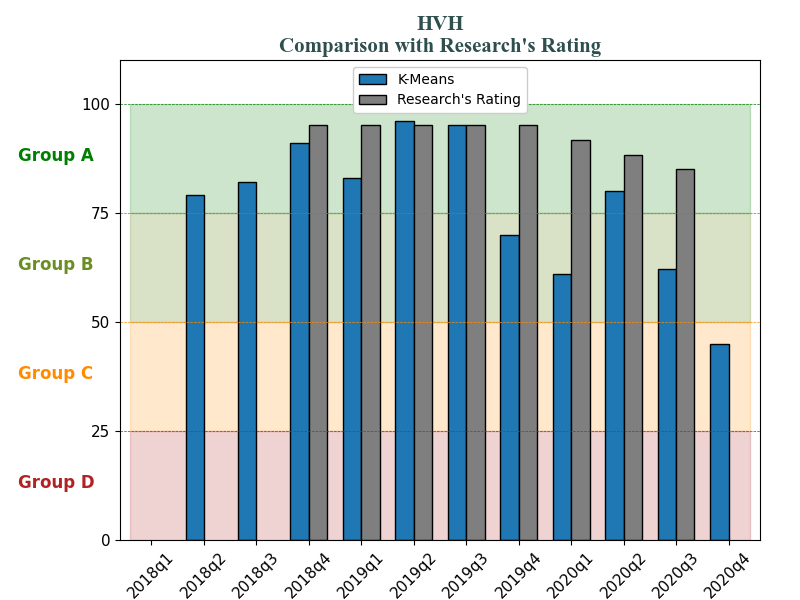 HVH
Comparison with Research's Rating
K-Means
Research's Rating
100
Group A
75
Group B
50
Group C
25
Group D
0
2018q1
2018q2
2018q3
2018q4
2019q1
2019q2
2019q3
2019q4
2020q1
2020q2
2020q3
2020q4